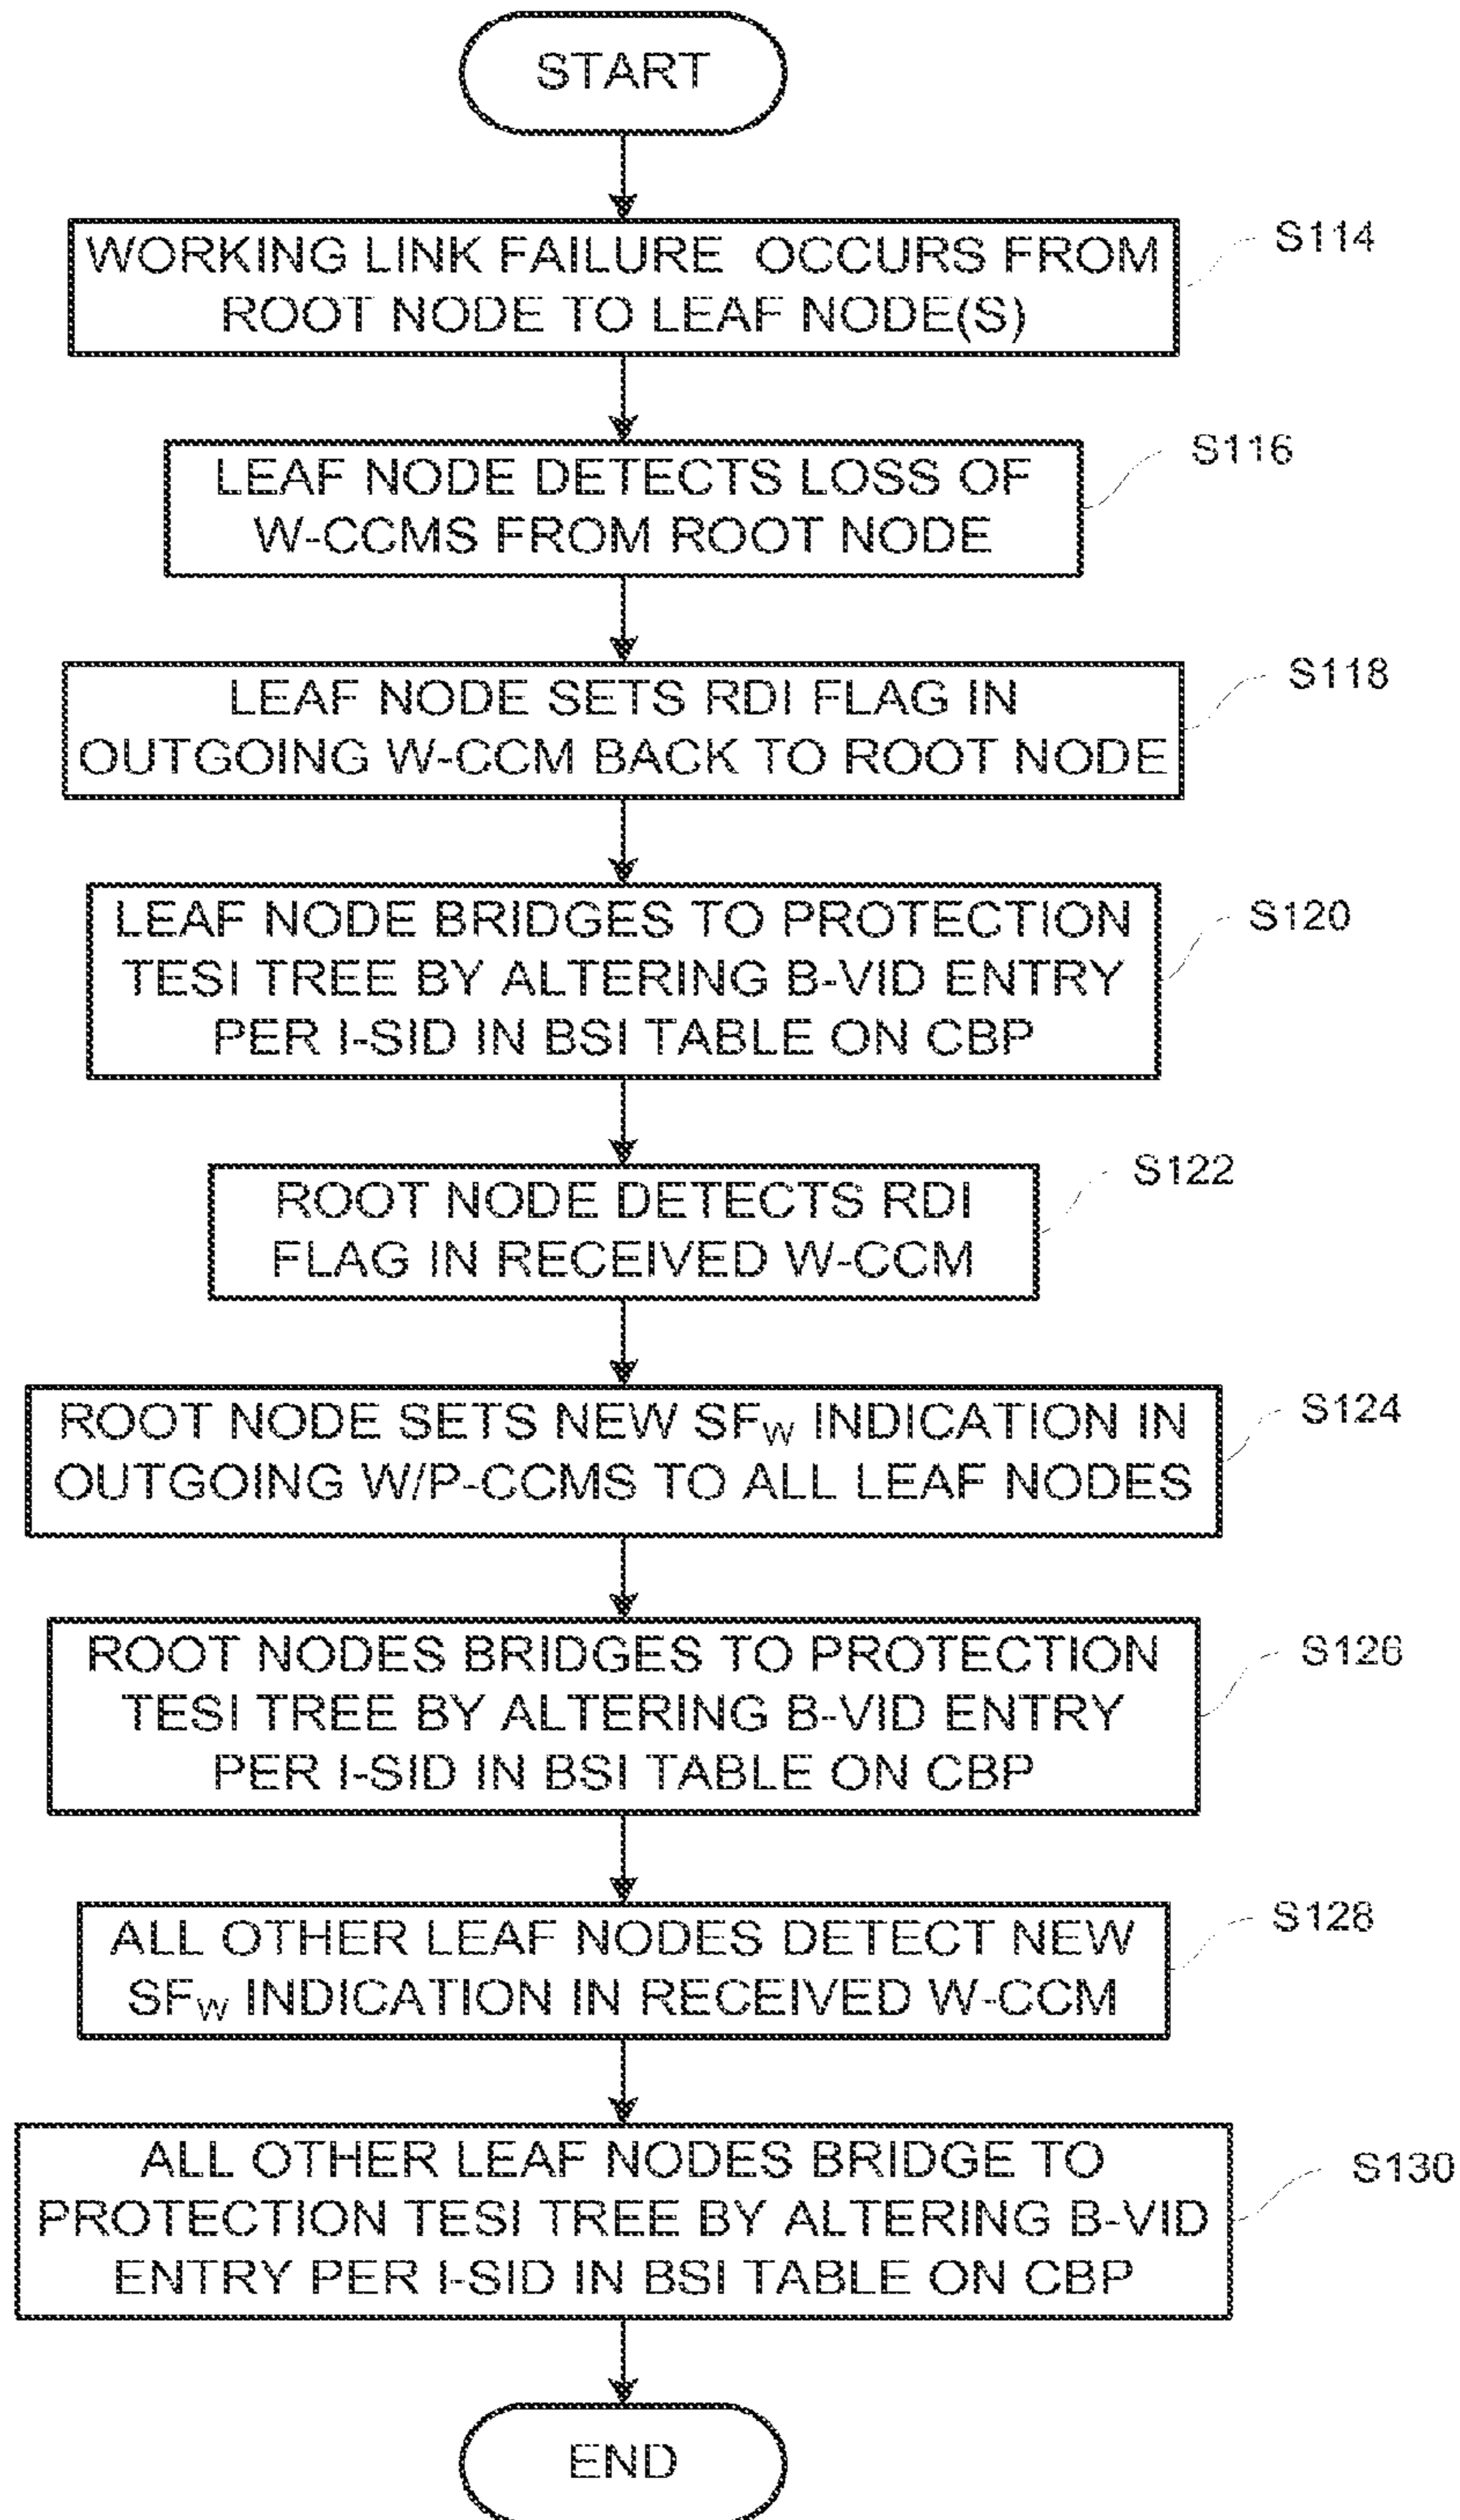 START
WORKING LINK FAILURE OCCURS FROM
ROOT NODE TO LEAF NODE(S)
S114
LEAF NODE DETECTS LOSS OF
W-CCMS FROM ROOT NODE
S116
LEAF NODE SETS RDI FLAG IN
OUTGOING W-CCM BACK TO ROOT NODE
S118
LEAF NODE BRIDGES TO PROTECTION
TESI TREE BY ALTERING B-VID ENTRY
PER I-SID IN BSI TABLE ON CBP
S120
ROOT NODE DETECTS RDI
FLAG IN RECEIVED W-CCM
S122
ROOT NODE SETS NEW SFW INDICATION IN
OUTGOING W/P-CCMS TO ALL LEAF NODES
S124
ROOT NODES BRIDGES TO PROTECTION
TESI TREE BY ALTERING B-VID ENTRY
PER I-SID IN BSI TABLE ON CBP
S126
ALL OTHER LEAF NODES DETECT NEW
SFW INDICATION IN RECEIVED W-CCM
S128
ALL OTHER LEAF NODES BRIDGE TO
PROTECTION TESI TREE BY ALTERING B-VID
ENTRY PER I-SID IN BSI TABLE ON CBP
S130
END